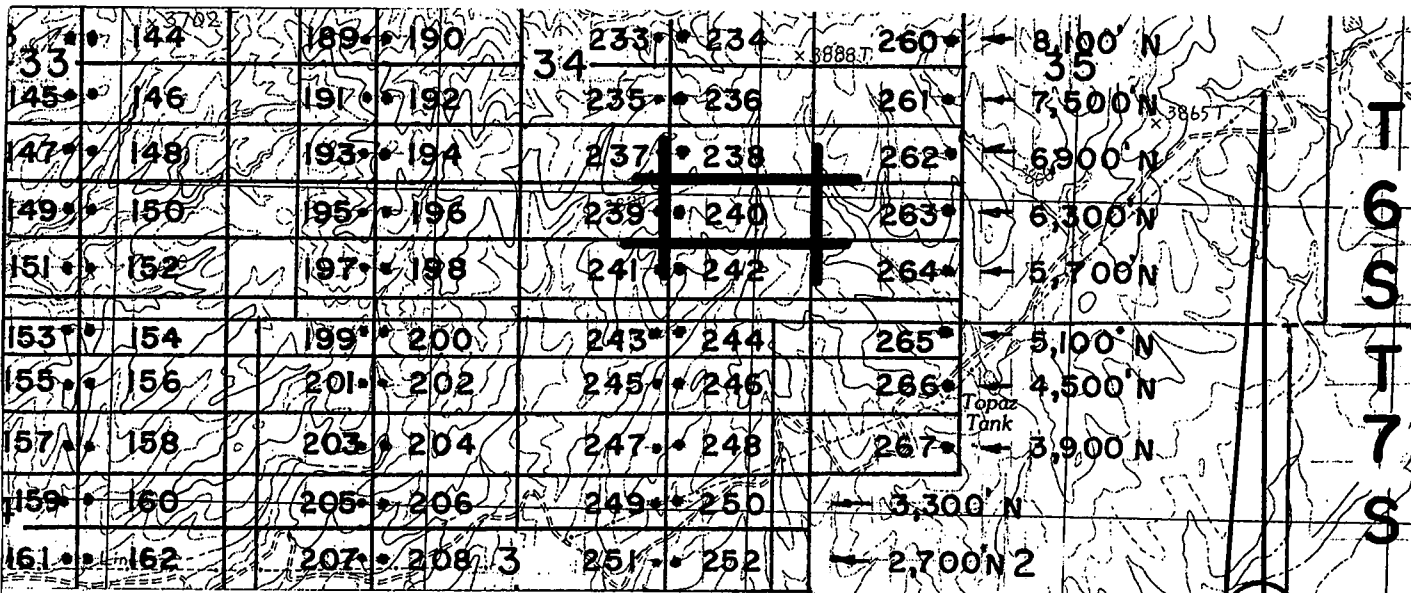 x 3702
144 189 190 233 234 260 8,100' N
33 34 x 3888T 35
145 146 191 192 235 236 261 7,500'N
x 3865T
147 148 193 194 237 238 262 6,900'N
149 150 195 196 239 240 263 6,300'N
151 152 197 198 241 242 264 5,700'N
153 154 199 200 243 244 265 5,100'N
155 156 201 202 245 246 266 4,500'N
Topaz
Tank
157 158 203 204 247 248 267 3,900'N
159 160 205 206 249 250 3,300'N
161 162 207 208 3 251 252 2,700'N 2
T
6
S
T
7
S